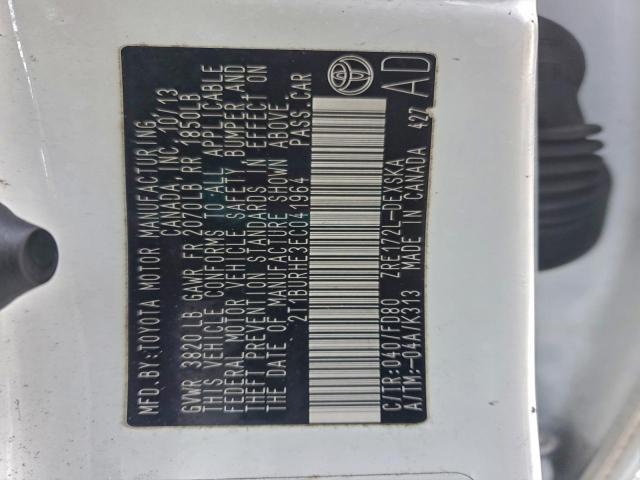 MFD.BY:TOYOTA MOTOR MANUFACTURING,
CANADA, INC. 10/13
GVWR 3820 LB GAWR FR 2070LB RR 1850LB
THIS VEHICLE CONFORMS TO ALL APPLICABLE
FEDERAL MOTOR VEHICLE SAFETY, BUMPER, AND
THEFT PREVENTION STANDARDS IN EFFECT ON
THE DATE OF MANUFACTURE SHOWN ABOVE.
2T1BURHE3EC041964 PASS.CAR
C/TR:040/FD80 ZRE172L-DEXSKA
A/TM:-04A/K313 MADE IN CANADA 427
AD